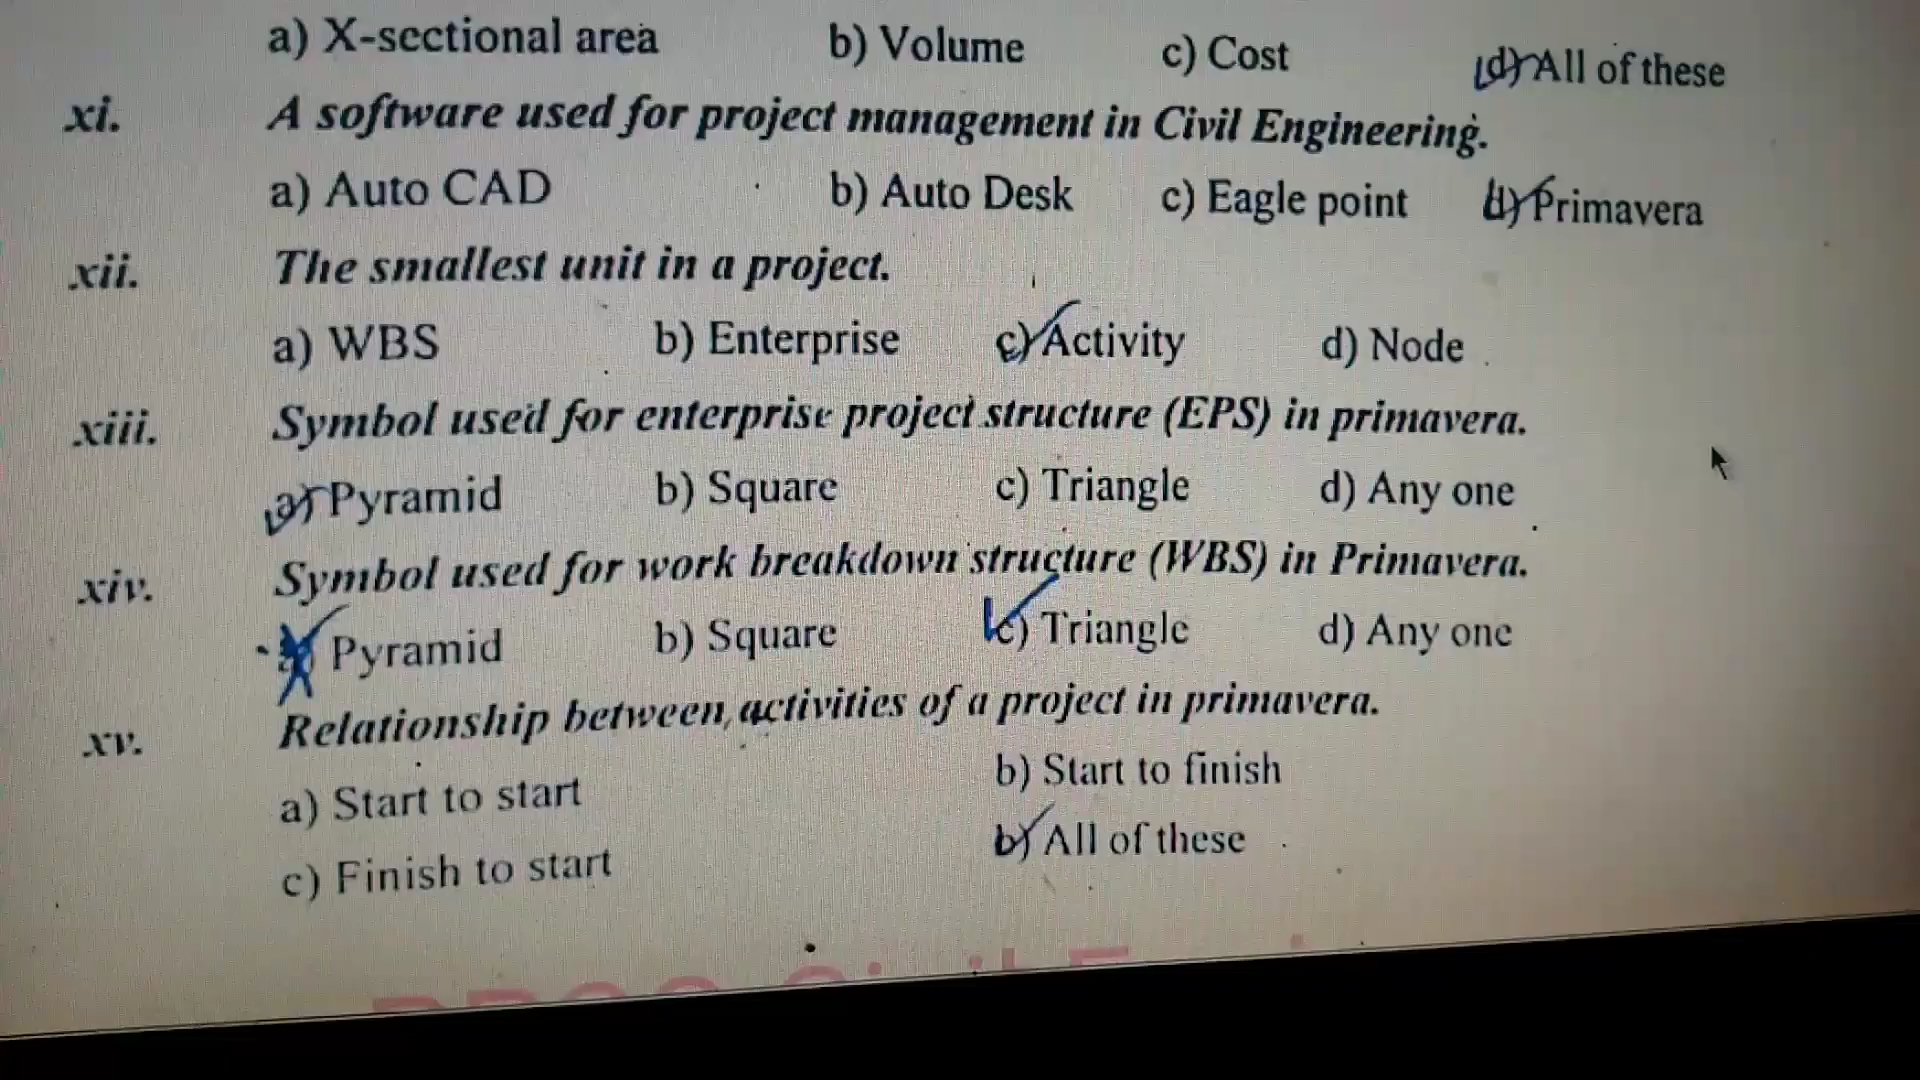 a) X-sectional area b) Volume c) Cost d) All of these
xi. A software used for project management in Civil Engineering.
a) Auto CAD b) Auto Desk c) Eagle point d) Primavera
xii. The smallest unit in a project.
a) WBS b) Enterprise c) Activity d) Node
xiii. Symbol used for enterprise project structure (EPS) in primavera.
a) Pyramid b) Square c) Triangle d) Any one
xiv. Symbol used for work breakdown structure (WBS) in Primavera.
Pyramid b) Square c) Triangle d) Any one
xv. Relationship between activities of a project in primavera.
a) Start to start b) Start to finish
c) Finish to start b) All of these